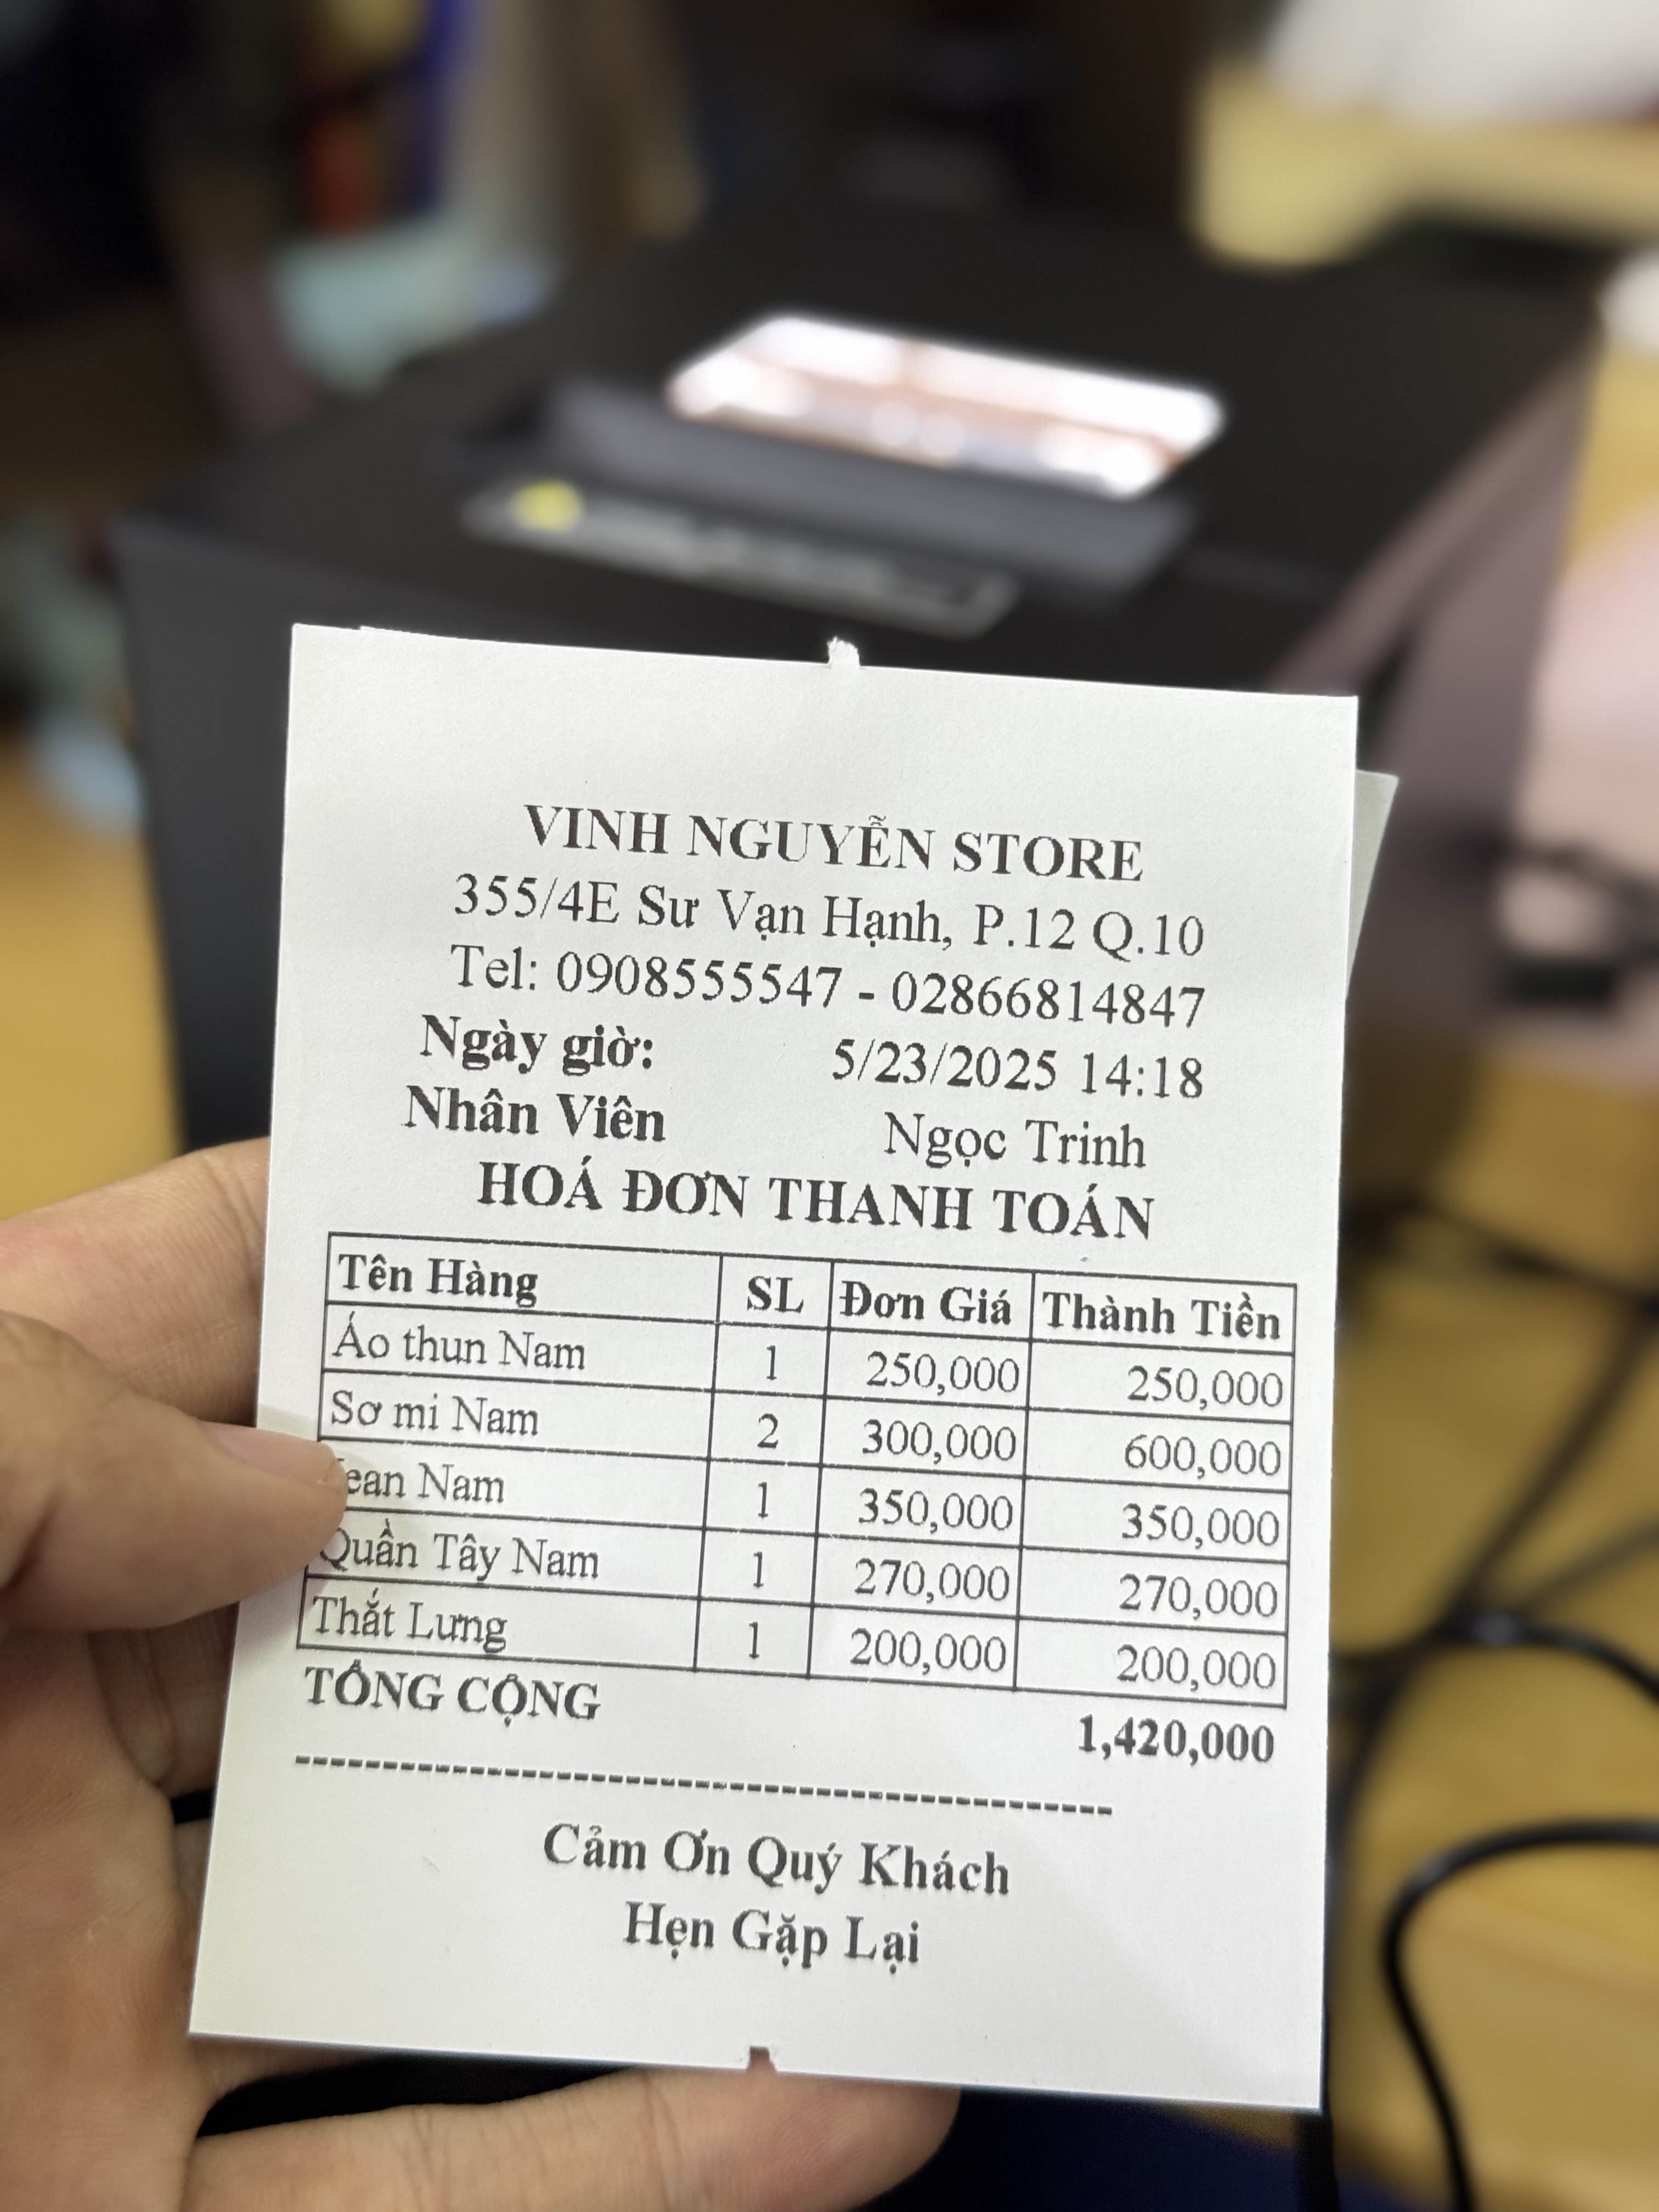 VINH NGUYỄN STORE
355/4E Sư Vạn Hạnh, P.12 Q.10
Tel: 0908555547 - 02866814847
Ngày giờ: 5/23/2025 14:18
Nhân Viên Ngọc Trinh
HOÁ ĐƠN THANH TOÁN
Tên Hàng SL Đơn Giá Thành Tiền
Áo thun Nam 1 250,000 250,000
Sơ mi Nam 2 300,000 600,000
Jean Nam 1 350,000 350,000
Quần Tây Nam 1 270,000 270,000
Thắt Lưng 1 200,000 200,000
TỔNG CỘNG 1,420,000
Cảm Ơn Quý Khách
Hẹn Gặp Lại